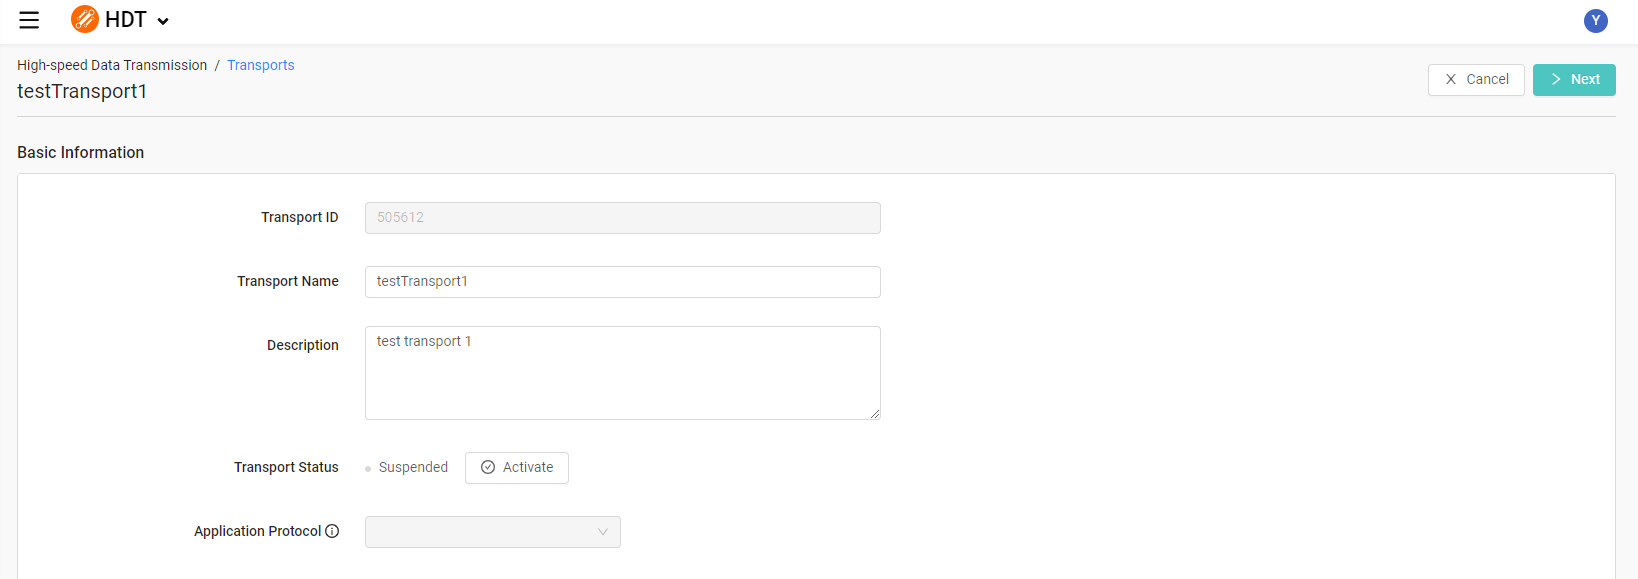 HDT
Y
High-speed Data Transmission / Transports
testTransport1
Cancel
Next
Basic Information
Transport ID
505612
Transport Name
testTransport1
Description
test transport 1
Transport Status
Suspended
Activate
Application Protocol